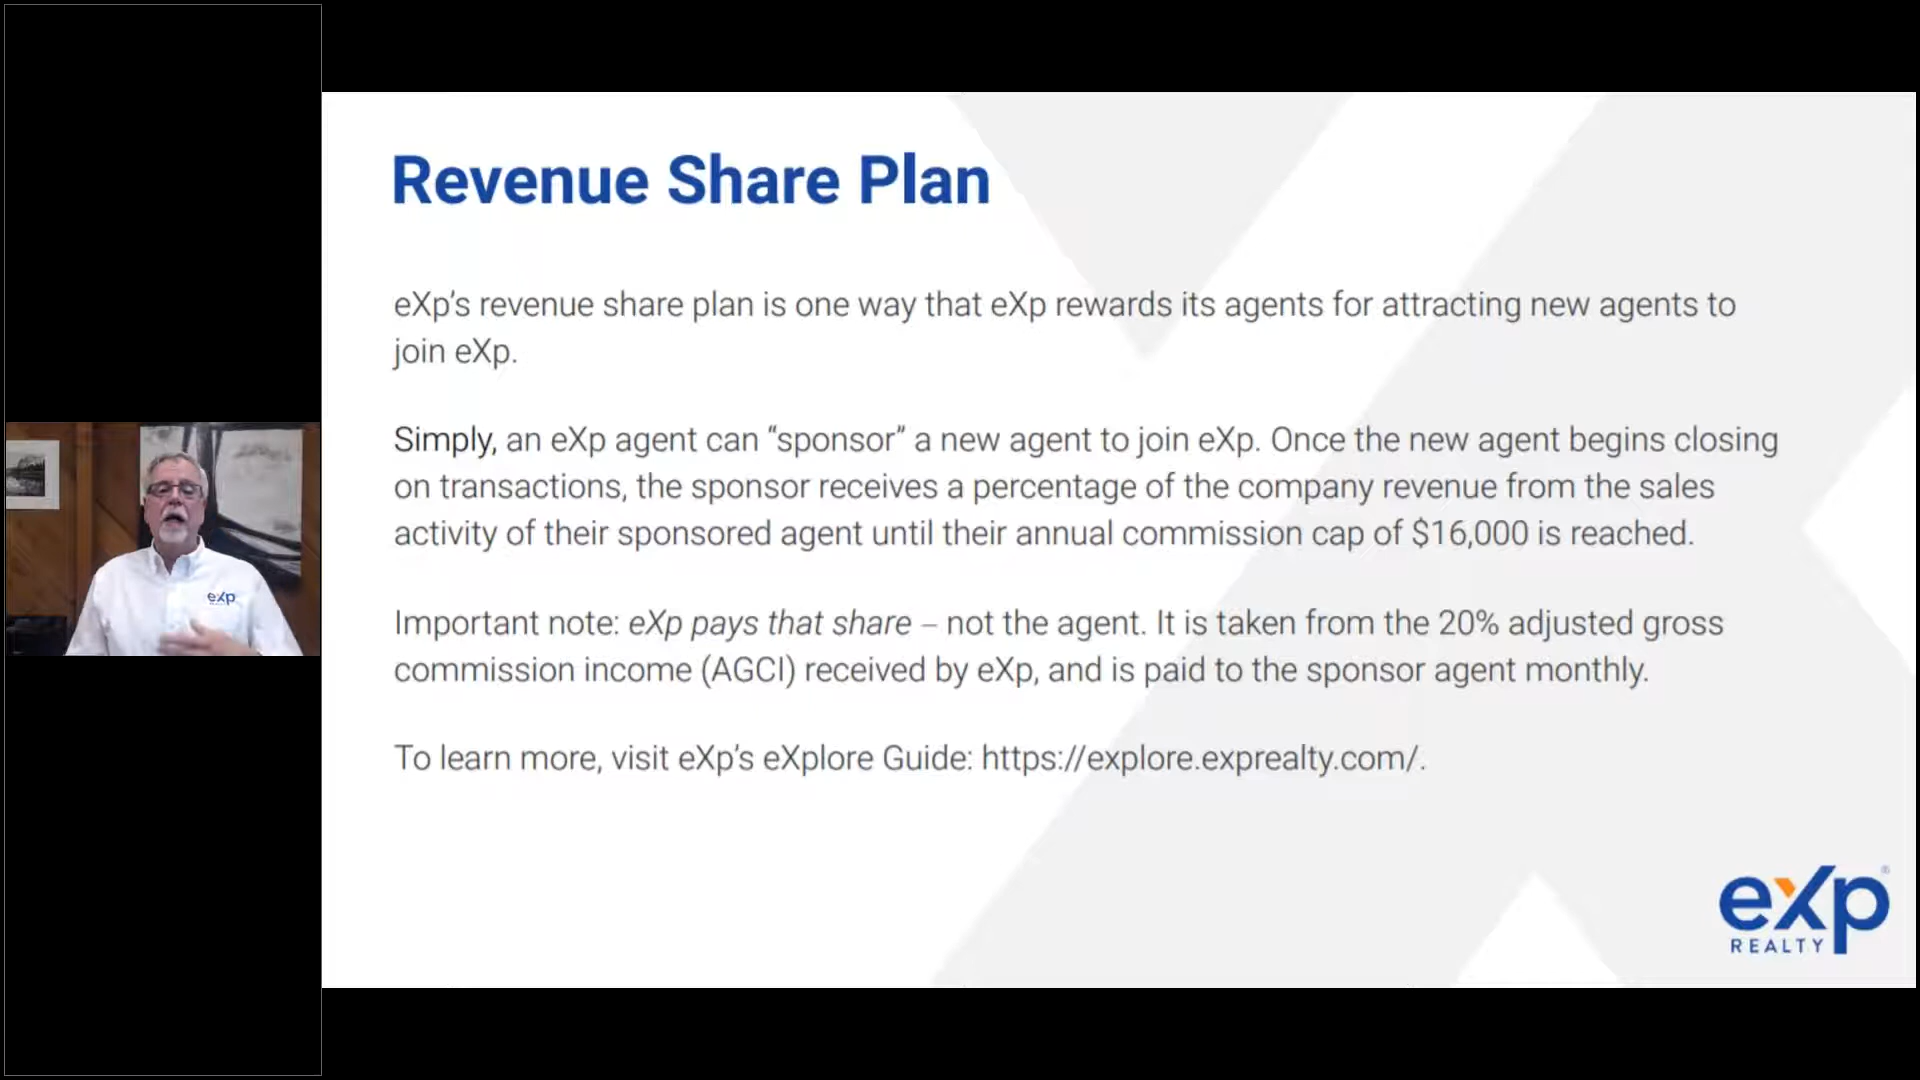 Revenue Share Plan
eXp’s revenue share plan is one way that eXp rewards its agents for attracting new agents to
join eXp.
Simply, an eXp agent can “sponsor” a new agent to join eXp. Once the new agent begins closing
on transactions, the sponsor receives a percentage of the company revenue from the sales
activity of their sponsored agent until their annual commission cap of $16,000 is reached.
Important note: eXp pays that share – not the agent. It is taken from the 20% adjusted gross
commission income (AGCI) received by eXp, and is paid to the sponsor agent monthly.
To learn more, visit eXp’s eXplore Guide: https://explore.exprealty.com/.
eXp
eXp®
REALTY